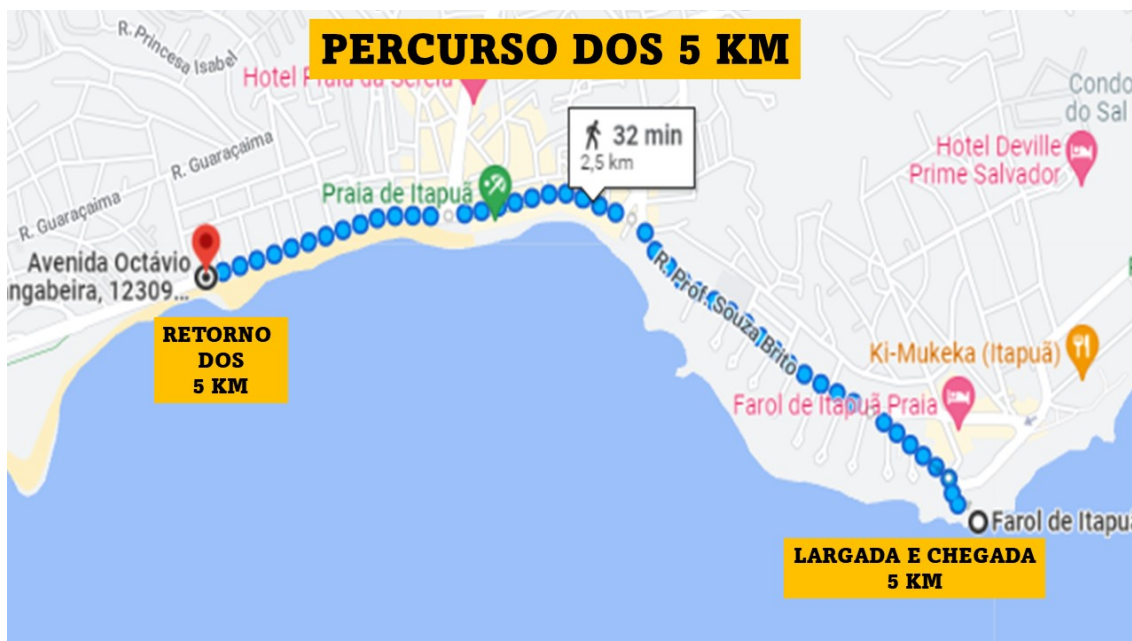 PERCURSO DOS 5 KM
R. Princesa Isabel
Hotel Praia da Sereia
Condo
do Sal
32 min
2,5 km
Hotel Deville
Prime Salvador
R. Guaraçaima
Praia de Itapuã
R. Guaraçaima
Avenida Octávio
angabeira, 12309...
R. Prof. Souza Brito
RETORNO
DOS
5 KM
Ki-Mukeka (Itapuã)
Farol de Itapuã Praia
Farol de Itapuã
LARGADA E CHEGADA
5 KM